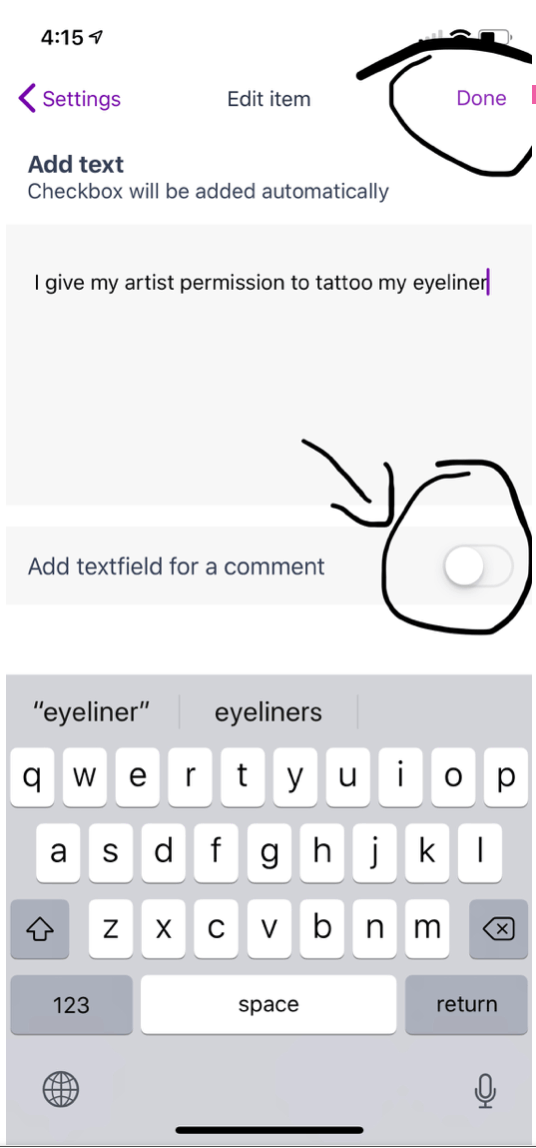 4:15
Settings
Edit item
Done
Add text
Checkbox will be added automatically
I give my artist permission to tattoo my eyeliner
Add textfield for a comment
“eyeliner”
eyeliners
q w e r t y u i o p
a s d f g h j k l
z x c v b n m
123
space
return